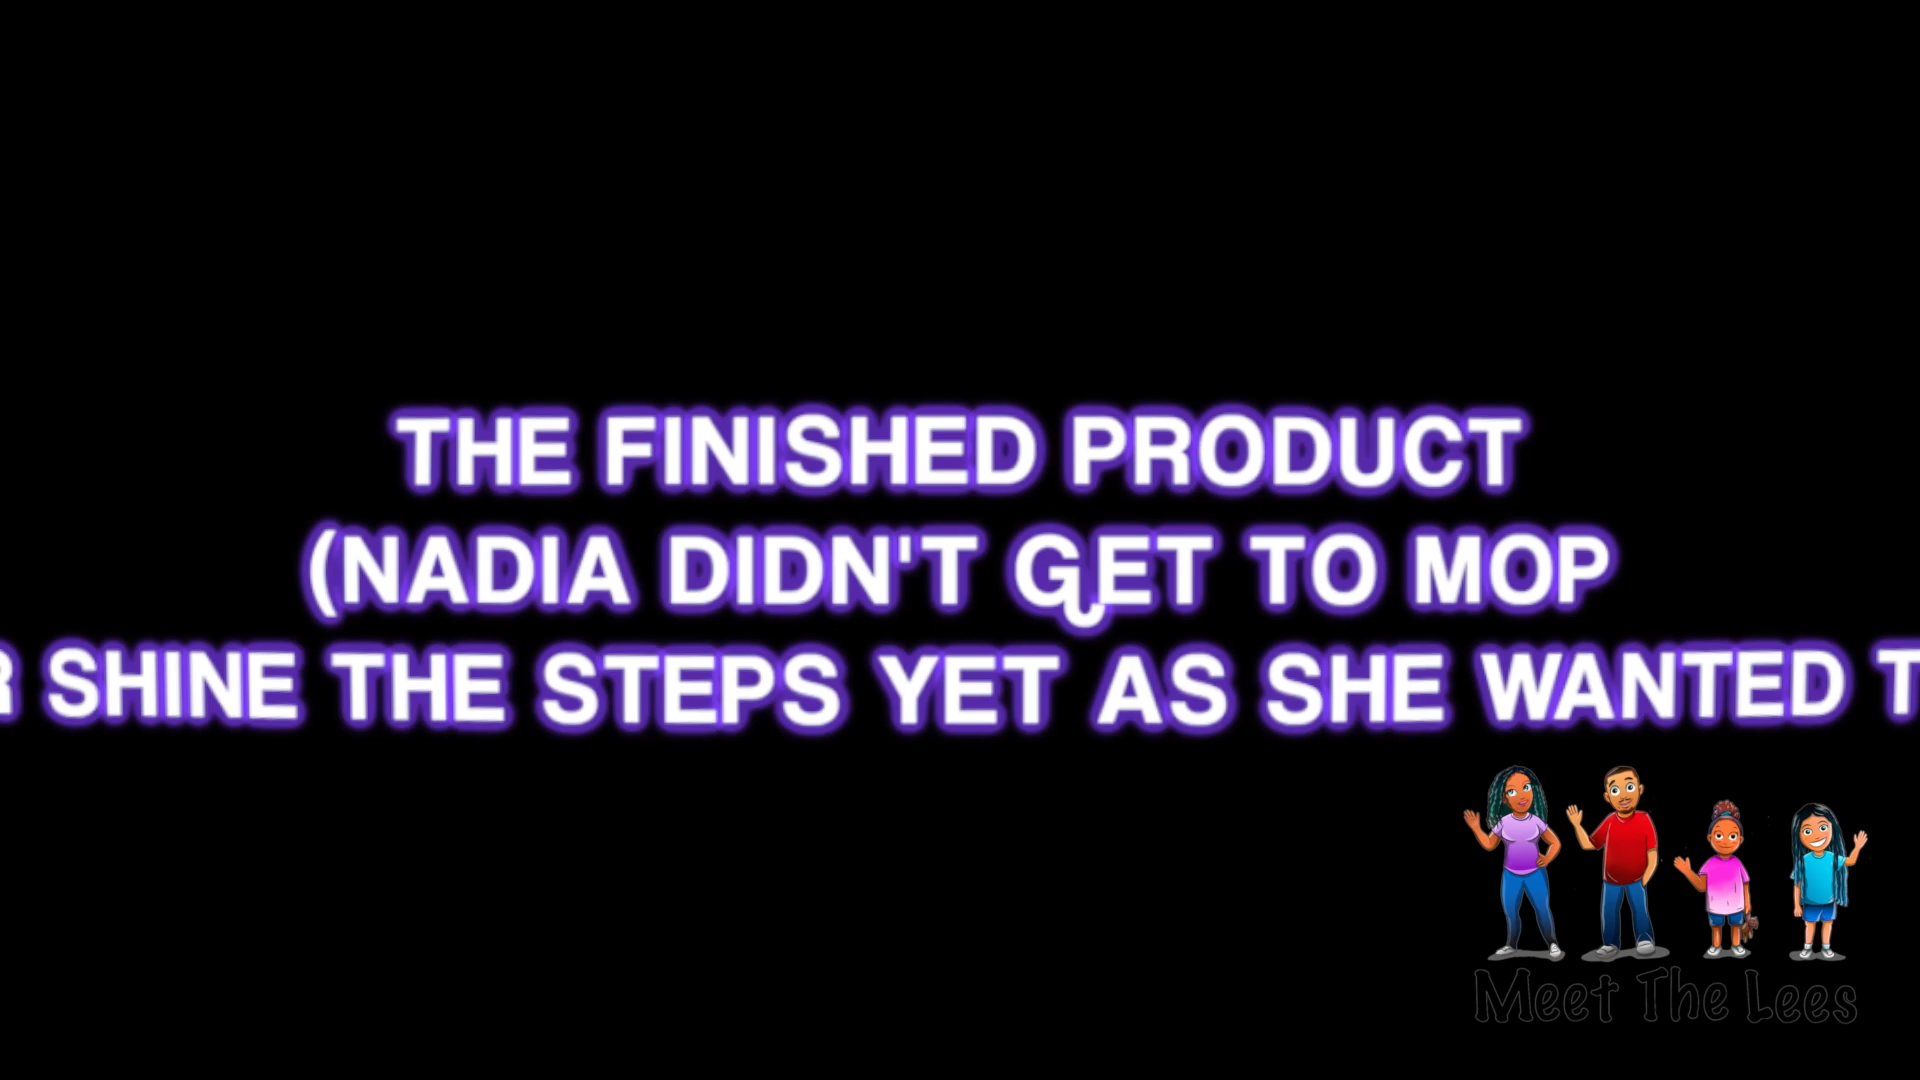 THE FINISHED PRODUCT
(NADIA DIDN'T GET TO MOP
R SHINE THE STEPS YET AS SHE WANTED T
Meet The Lees